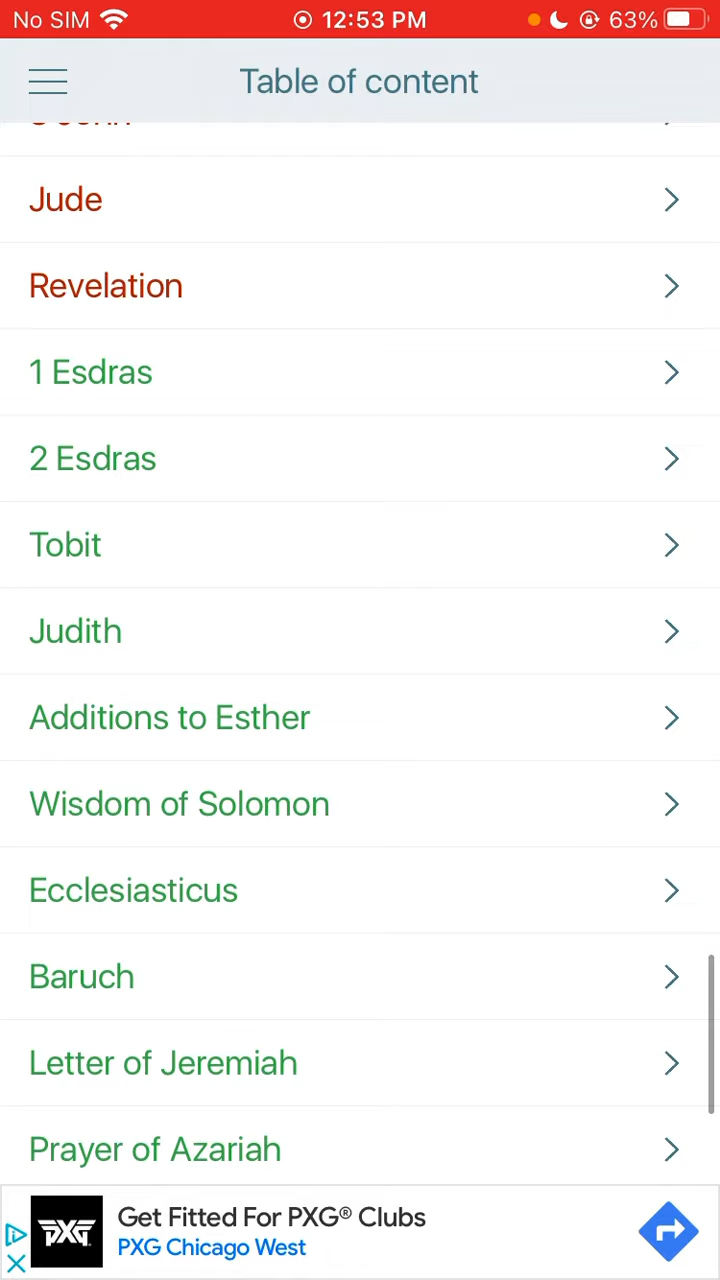 No SIM 12:53 PM 63%
Table of content
Jude
Revelation
1 Esdras
2 Esdras
Tobit
Judith
Additions to Esther
Wisdom of Solomon
Ecclesiasticus
Baruch
Letter of Jeremiah
Prayer of Azariah
PXG
Get Fitted For PXG® Clubs
PXG Chicago West